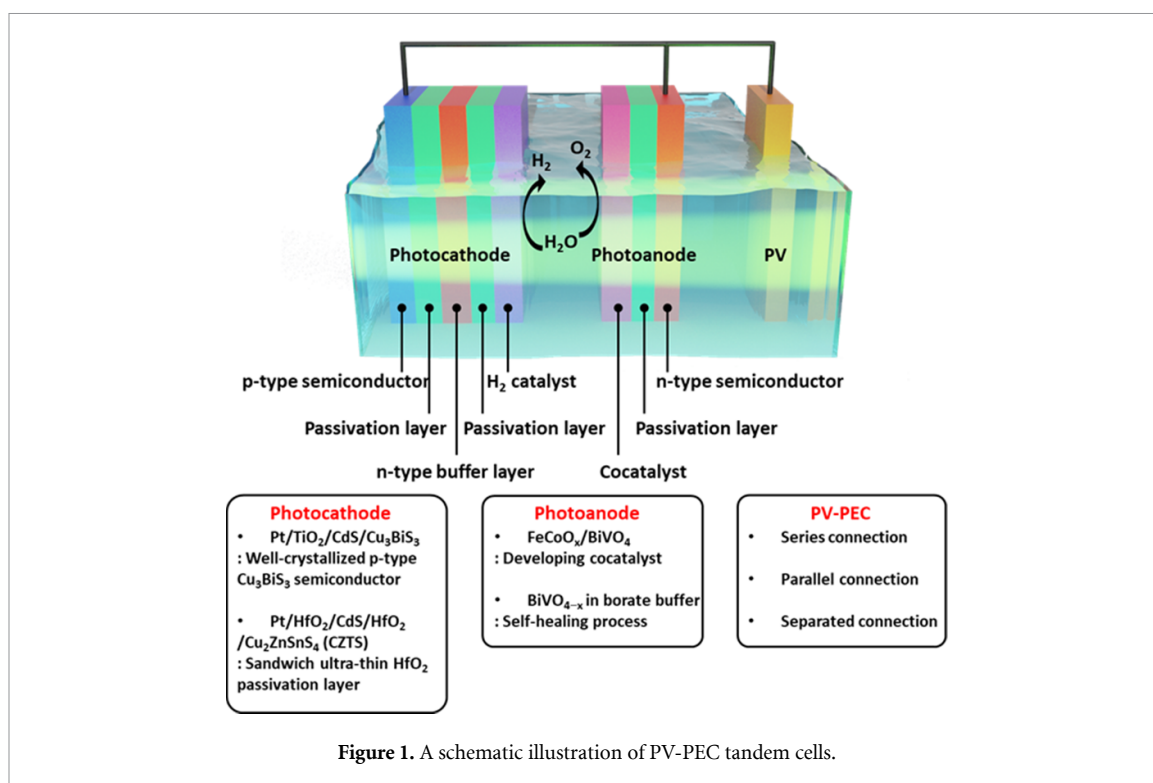 H₂
O₂
H₂O
Photocathode
Photoanode
PV
p-type semiconductor
H₂ catalyst
n-type semiconductor
Passivation layer
Passivation layer
Passivation layer
n-type buffer layer
Cocatalyst
Photocathode
• Pt/TiO₂/CdS/Cu₃BiS₃
: Well-crystallized p-type
Cu₃BiS₃ semiconductor
• Pt/HfO₂/CdS/HfO₂
/Cu₂ZnSnS₄ (CZTS)
: Sandwich ultra-thin HfO₂
passivation layer
Photoanode
• FeCoOₓ/BiVO₄
: Developing cocatalyst
• BiVO₄₋ₓ in borate buffer
: Self-healing process
PV-PEC
• Series connection
• Parallel connection
• Separated connection
Figure 1. A schematic illustration of PV-PEC tandem cells.